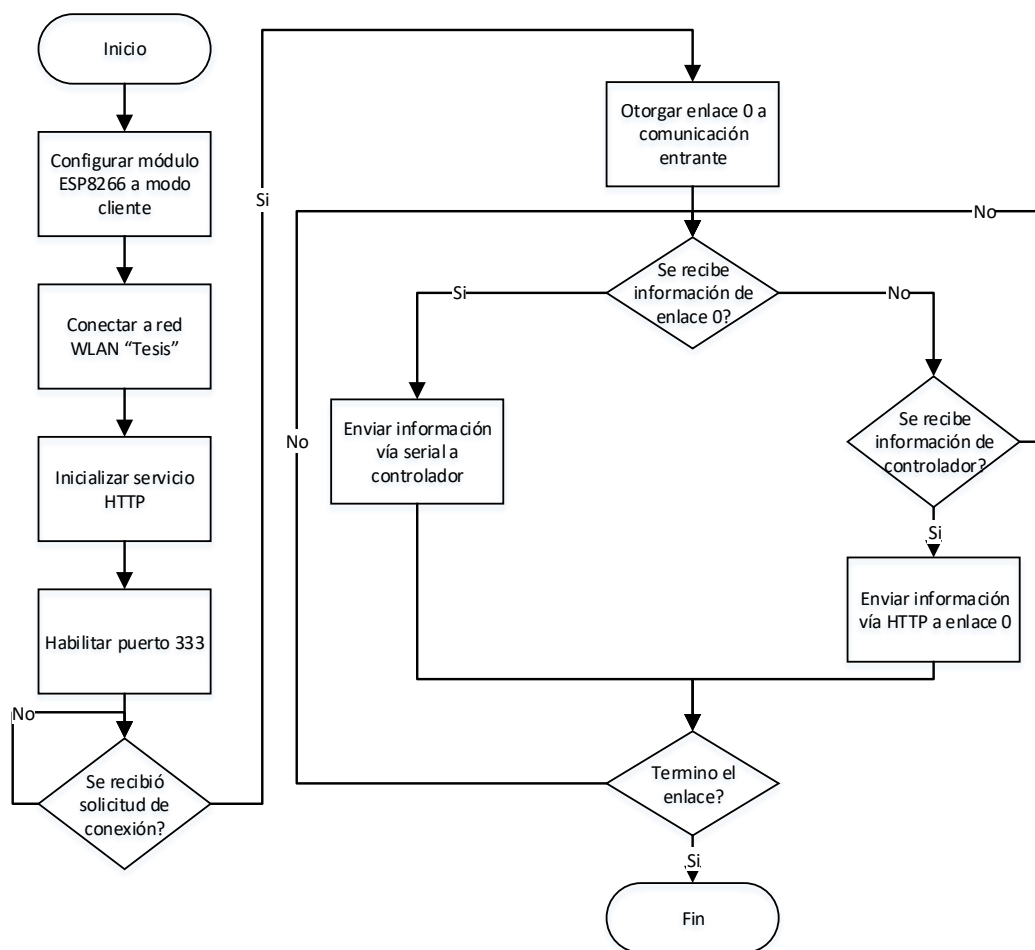 Inicio
Configurar módulo
ESP8266 a modo
cliente
Conectar a red
WLAN “Tesis”
Inicializar servicio
HTTP
Habilitar puerto 333
No
Se recibió
solicitud de
conexión?
Si
Otorgar enlace 0 a
comunicación
entrante
No
Se recibe
información de
enlace 0?
Si
No
Enviar información
vía serial a
controlador
No
Se recibe
información de
controlador?
Si
Enviar información
vía HTTP a enlace 0
Termino el
enlace?
Si
Fin